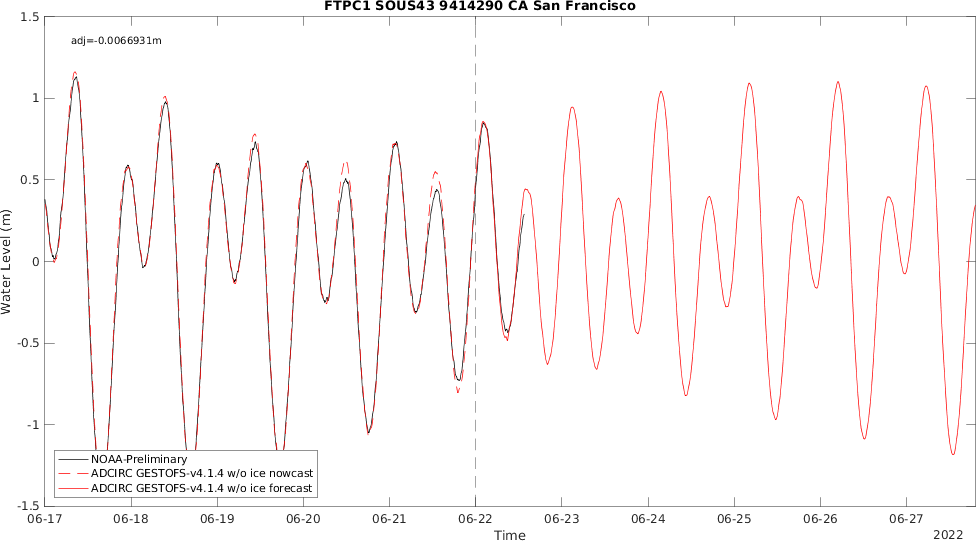 FTPC1 SOUS43 9414290 CA San Francisco
adj=-0.0066931m
1.5
1
0.5
0
-0.5
-1
-1.5
Water Level (m)
NOAA-Preliminary
ADCIRC GESTOFS-v4.1.4 w/o ice nowcast
ADCIRC GESTOFS-v4.1.4 w/o ice forecast
06-17 06-18 06-19 06-20 06-21 06-22 06-23 06-24 06-25 06-26 06-27
Time
2022